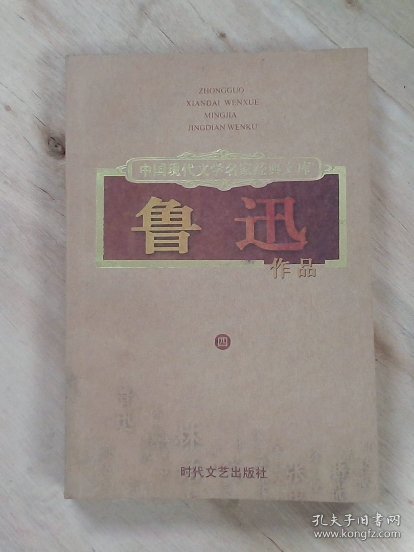 ZHONGGUO
XIANDAI WENXUE
MINGJIA
JINGDIAN WENKU
中国现代文学名家经典文库
鲁迅
作品
四
时代文艺出版社
孔夫子旧书网
www.kongfz.com